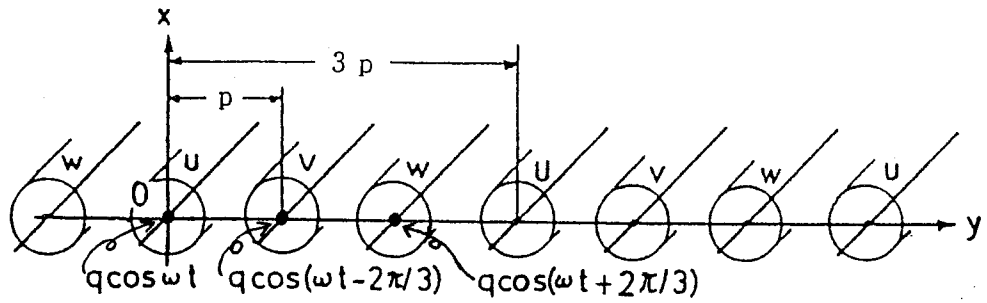 x
3 p
p
W U V W U V W U
0
y
qcosωt qcos(ωt-2π/3) qcos(ωt+2π/3)